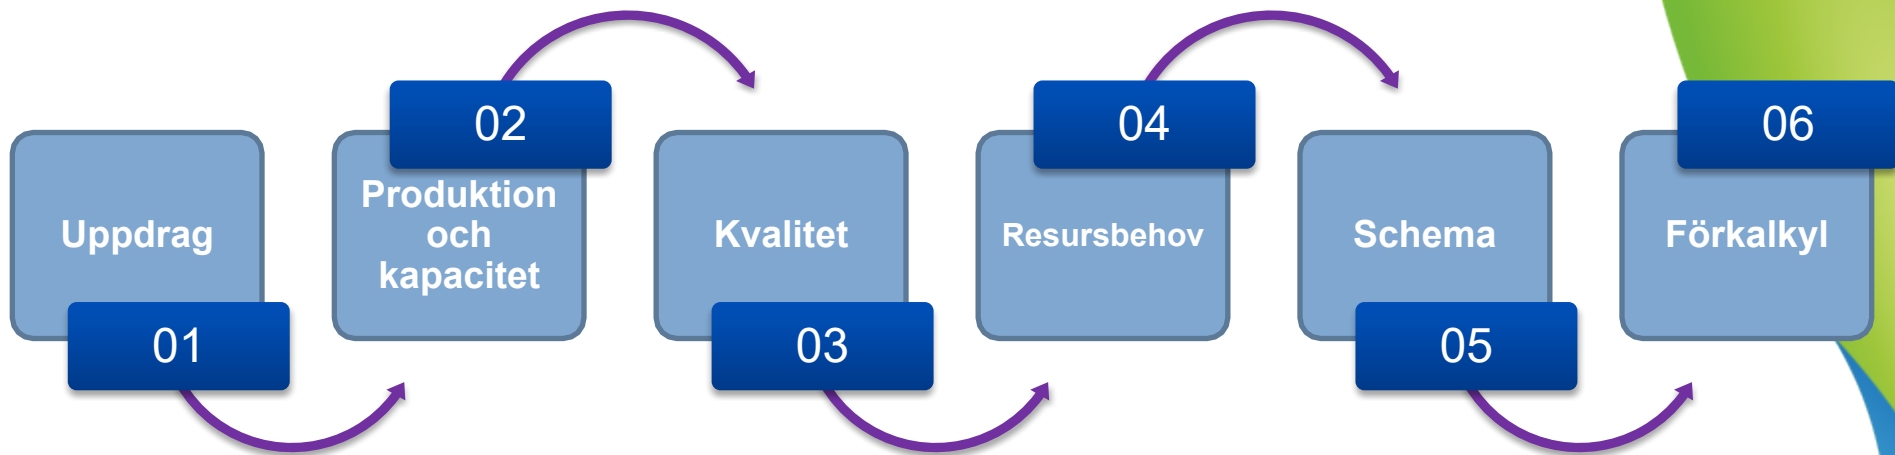 Uppdrag
01
02
Produktion
och
kapacitet
Kvalitet
03
04
Resursbehov
Schema
05
06
Förkalkyl